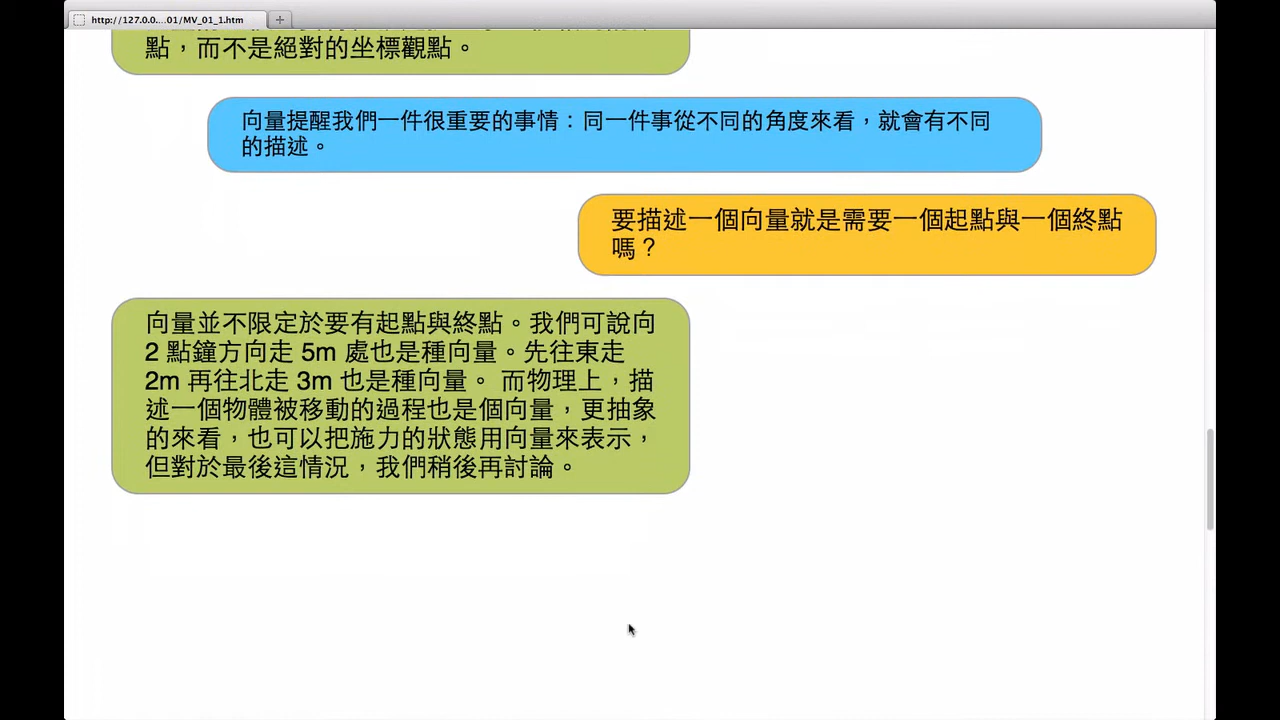 http://127.0.0....01/MV_01_1.htm
點，而不是絕對的坐標觀點。
向量提醒我們一件很重要的事情：同一件事從不同的角度來看，就會有不同
的描述。
要描述一個向量就是需要一個起點與一個終點
嗎？
向量並不限定於要有起點與終點。我們可說向
2 點鐘方向走 5m 處也是種向量。先往東走
2m 再往北走 3m 也是種向量。 而物理上，描
述一個物體被移動的過程也是個向量，更抽象
的來看，也可以把施力的狀態用向量來表示，
但對於最後這情況，我們稍後再討論。